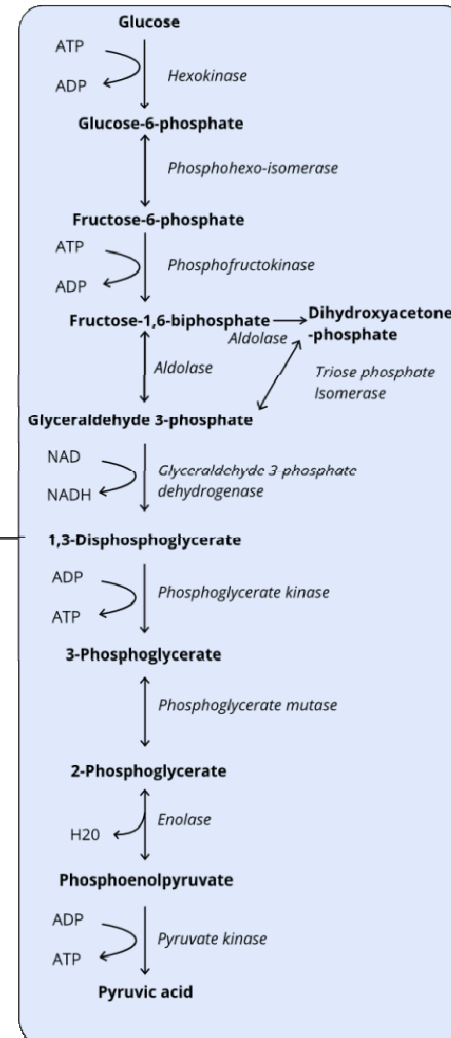 Glucose
ATP
ADP
Hexokinase
Glucose-6-phosphate
Phosphohexo-isomerase
Fructose-6-phosphate
ATP
ADP
Phosphofructokinase
Fructose-1,6-biphosphate
Dihydroxyacetone
-phosphate
Aldolase
Aldolase
Triose phosphate
Isomerase
Glyceraldehyde 3-phosphate
NAD
NADH
Glyceraldehyde 3 phosphate
dehydrogenase
1,3-Disphosphoglycerate
ADP
ATP
Phosphoglycerate kinase
3-Phosphoglycerate
Phosphoglycerate mutase
2-Phosphoglycerate
H20
Enolase
Phosphoenolpyruvate
ADP
ATP
Pyruvate kinase
Pyruvic acid